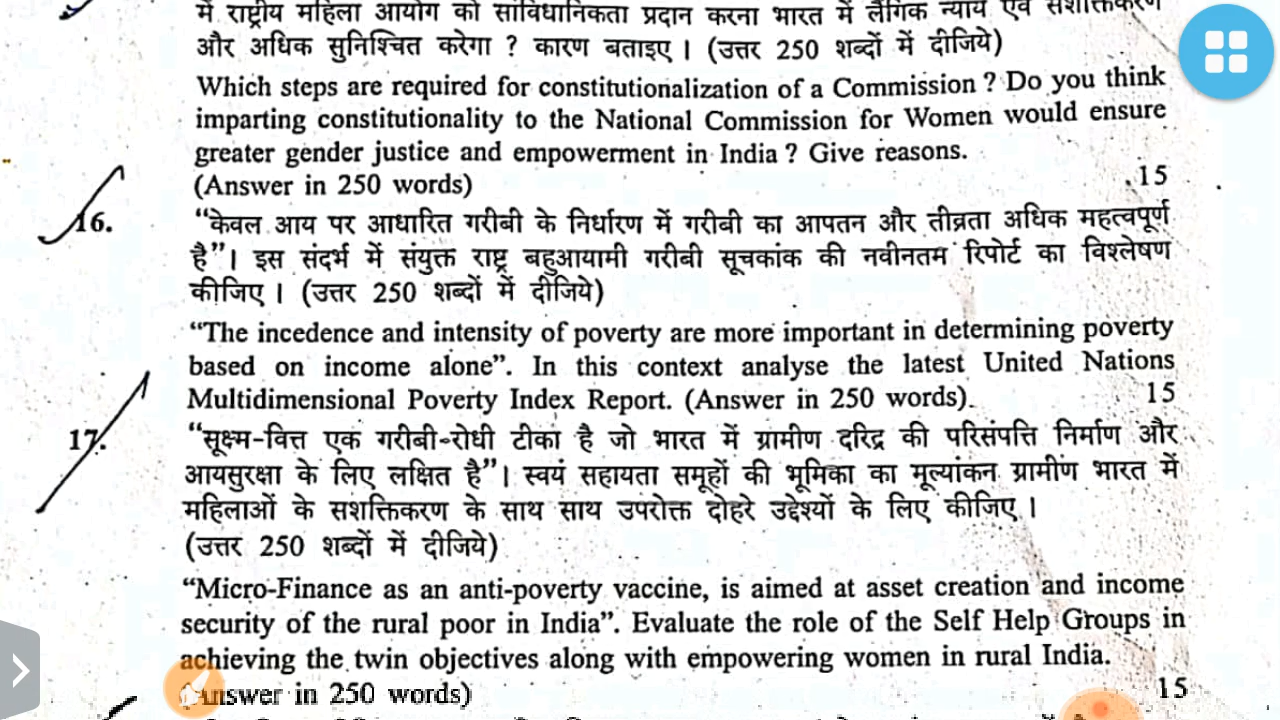 में राष्ट्रीय महिला आयोग को सांविधानिकता प्रदान करना भारत में लैंगिक न्याय एवं सशक्तिकरण
और अधिक सुनिश्चित करेगा ? कारण बताइए । (उत्तर 250 शब्दों में दीजिये)
Which steps are required for constitutionalization of a Commission ? Do you think
imparting constitutionality to the National Commission for Women would ensure
greater gender justice and empowerment in India ? Give reasons.
(Answer in 250 words) 15
16. “केवल आय पर आधारित गरीबी के निर्धारण में गरीबी का आपतन और तीव्रता अधिक महत्वपूर्ण
है”। इस संदर्भ में संयुक्त राष्ट्र बहुआयामी गरीबी सूचकांक की नवीनतम रिपोर्ट का विश्लेषण
कीजिए । (उत्तर 250 शब्दों में दीजिये)
“The incedence and intensity of poverty are more important in determining poverty
based on income alone”. In this context analyse the latest United Nations
Multidimensional Poverty Index Report. (Answer in 250 words). 15
17. “सूक्ष्म-वित्त एक गरीबी-रोधी टीका है जो भारत में ग्रामीण दरिद्र की परिसंपत्ति निर्माण और
आयसुरक्षा के लिए लक्षित है”। स्वयं सहायता समूहों की भूमिका का मूल्यांकन ग्रामीण भारत में
महिलाओं के सशक्तिकरण के साथ साथ उपरोक्त दोहरे उद्देश्यों के लिए कीजिए ।
(उत्तर 250 शब्दों में दीजिये)
“Micro-Finance as an anti-poverty vaccine, is aimed at asset creation and income
security of the rural poor in India”. Evaluate the role of the Self Help Groups in
achieving the twin objectives along with empowering women in rural India.
(Answer in 250 words) 15